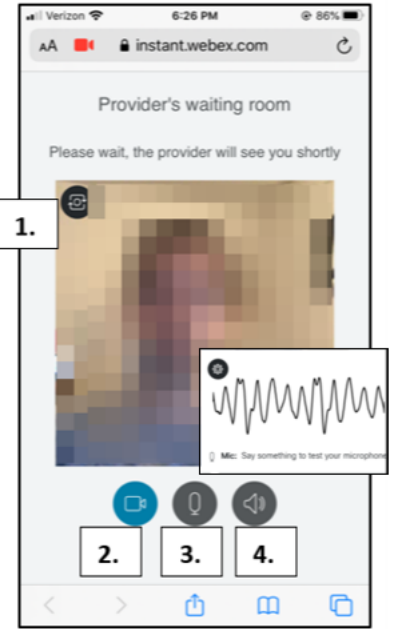 Verizon 6:26 PM 86%
AA instant.webex.com
Provider's waiting room
Please wait, the provider will see you shortly
1.
Mic: Say something to test your microphone
2. 3. 4.